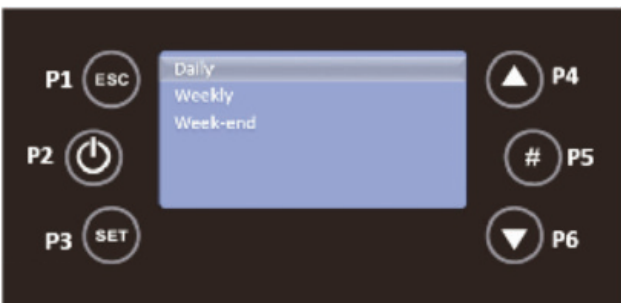 P1 ESC
Daily
Weekly
Week-end
P4
P2
# P5
P3 SET
P6